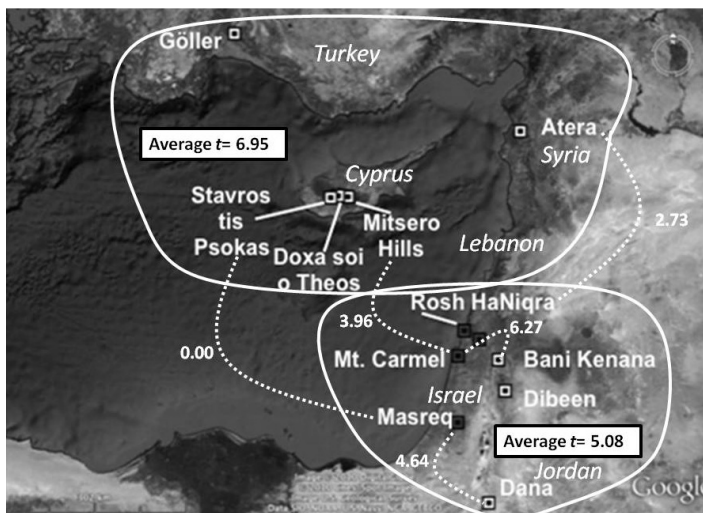 Göller
Turkey
Average t= 6.95
Atera
Syria
Cyprus
Stavros
tis
Psokas
Mitsero
Hills
Doxa soi
o Theos
Lebanon
2.73
Rosh HaNiqra
3.96
6.27
0.00
Mt. Carmel
Bani Kenana
Israel
Dibeen
Masreq
Average t= 5.08
4.64
Jordan
Dana
Google